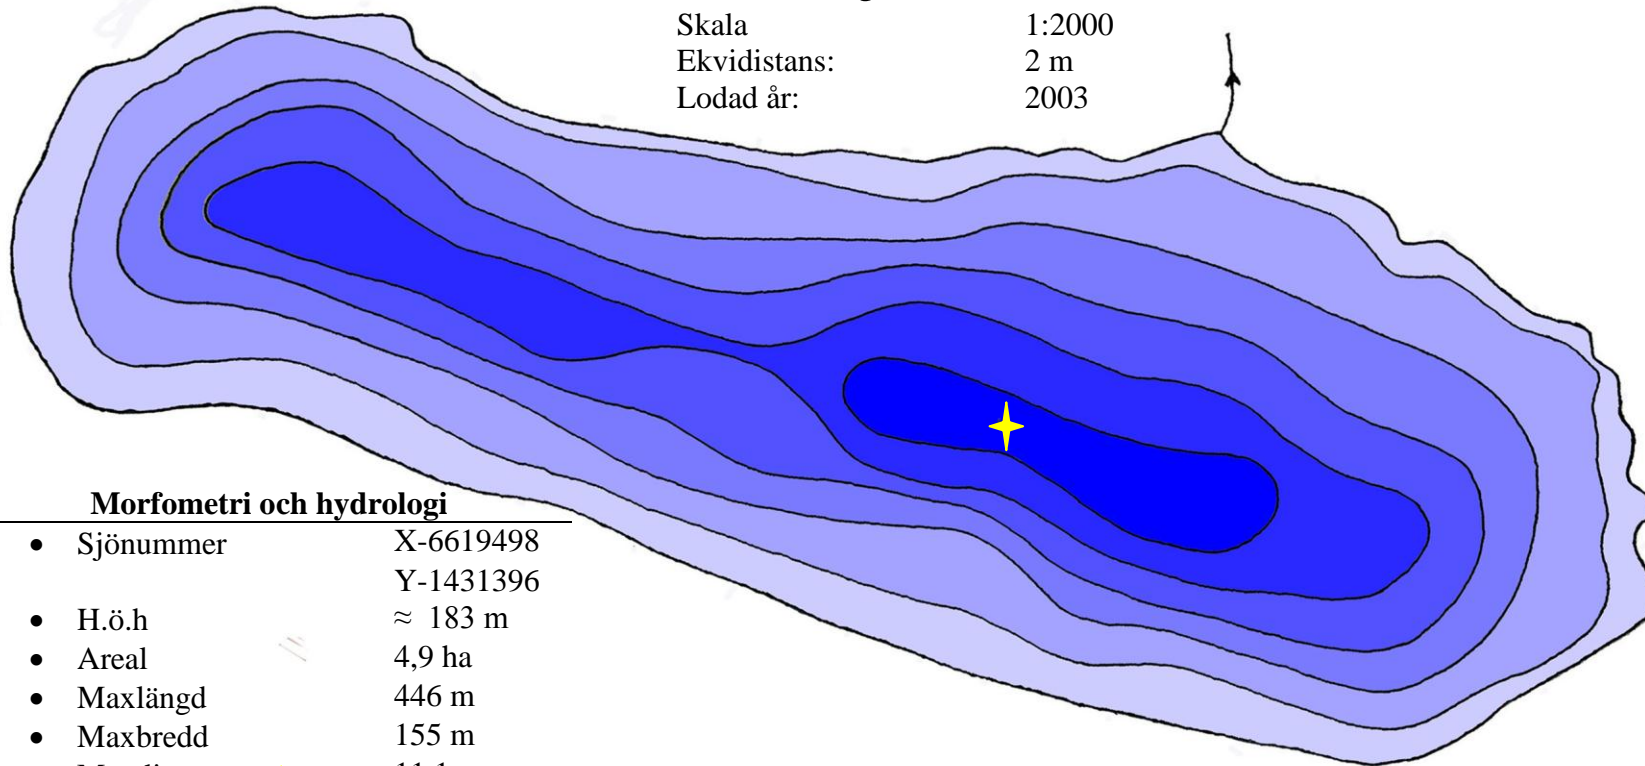 Skala 1:2000
Ekvidistans: 2 m
Lodad år: 2003
Morfometri och hydrologi
• Sjönummer X-6619498
Y-1431396
• H.ö.h ≈ 183 m
• Areal 4,9 ha
• Maxlängd 446 m
• Maxbredd 155 m